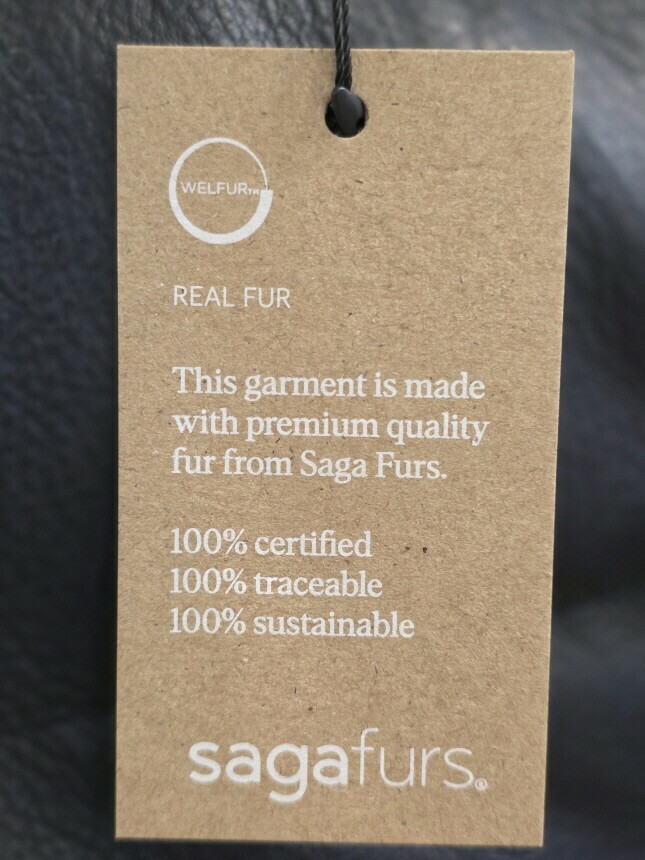 WELFUR™
REAL FUR
This garment is made
with premium quality
fur from Saga Furs.
100% certified
100% traceable
100% sustainable
sagafurs®